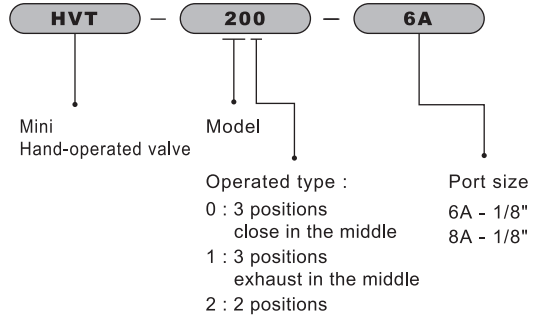 HVT – 200 – 6A
Mini
Hand-operated valve
Model
Operated type :
0 : 3 positions
close in the middle
1 : 3 positions
exhaust in the middle
2 : 2 positions
Port size
6A - 1/8"
8A - 1/8"